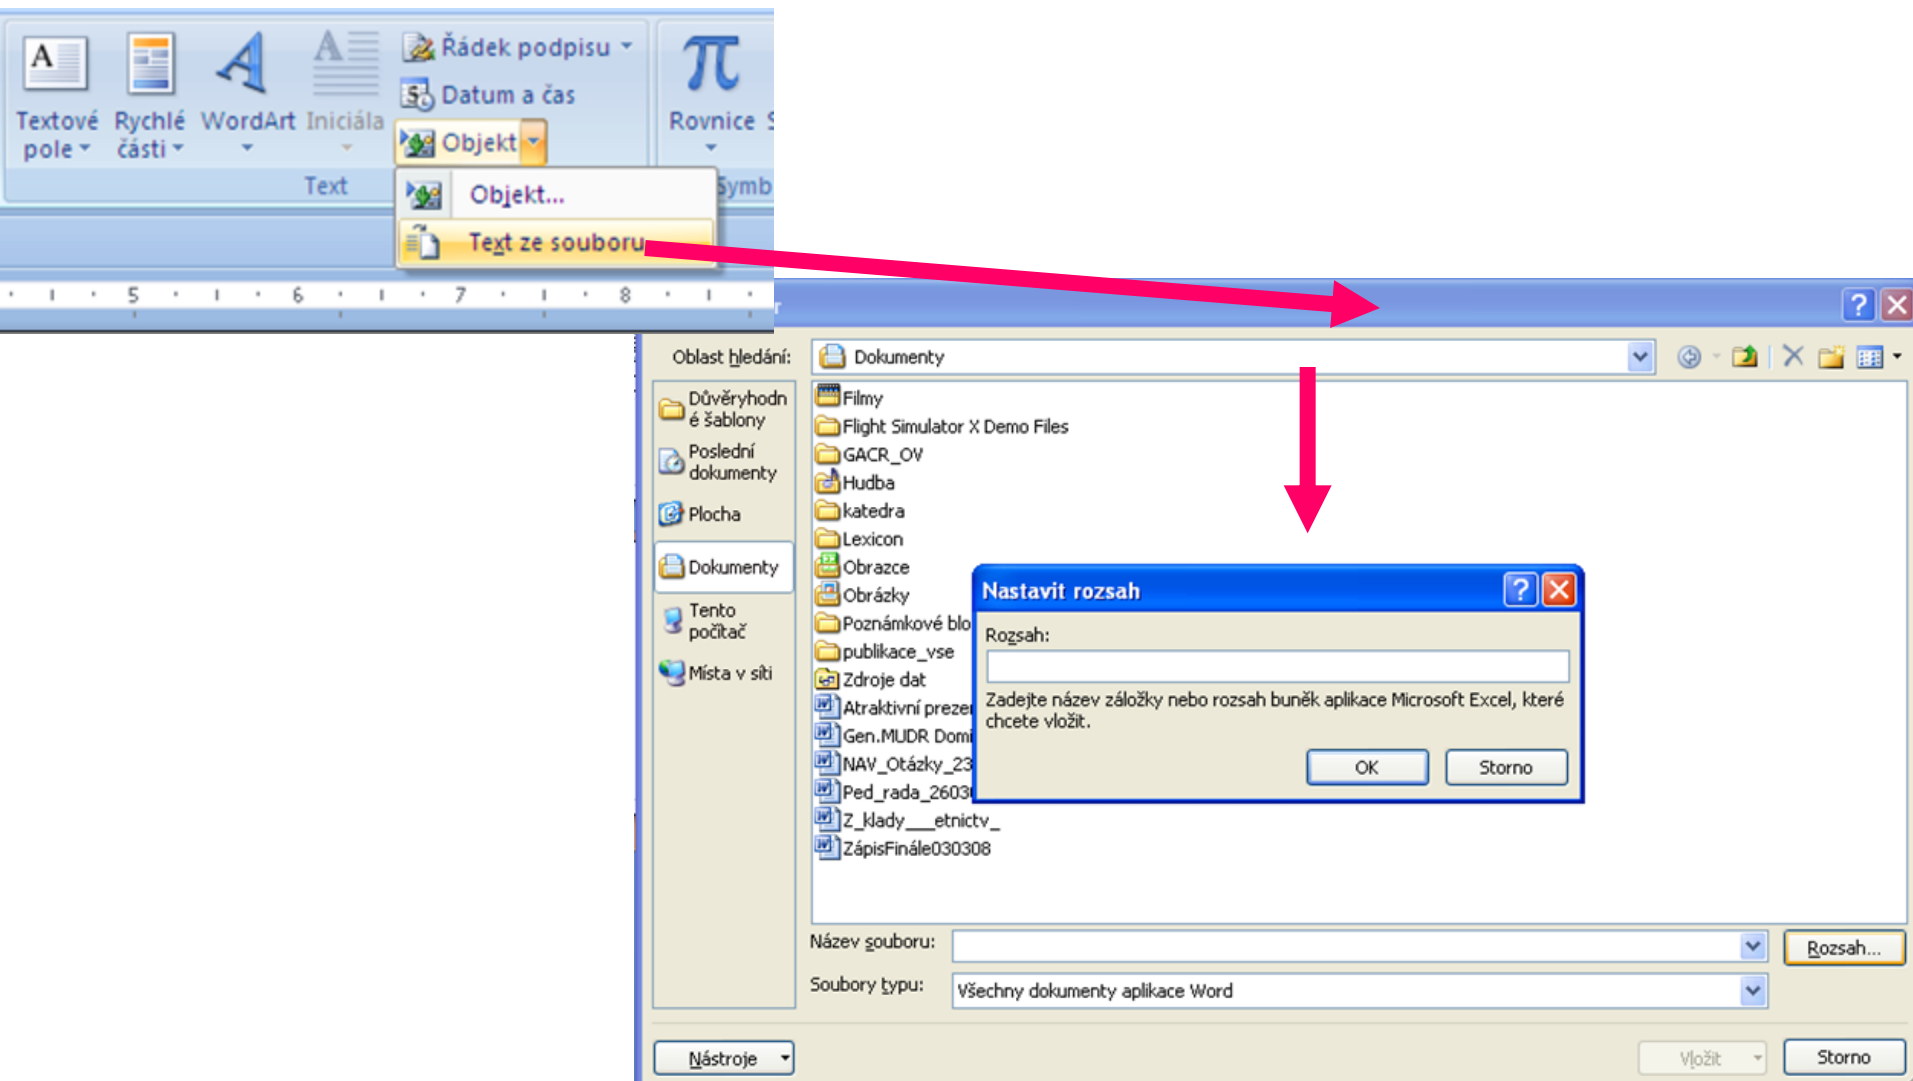 Řádek podpisu
Datum a čas
Objekt
Textové
pole
Rychlé
části
WordArt
Iniciála
Rovnice
Text
Symb
Objekt...
Text ze souboru
5 6 7 8
Oblast hledání:
Dokumenty
Důvěryhodn
é šablony
Poslední
dokumenty
Plocha
Dokumenty
Tento
počítač
Místa v síti
Filmy
Flight Simulator X Demo Files
GACR_OV
Hudba
katedra
Lexicon
Obrazce
Obrázky
Poznámkové blo
publikace_vse
Zdroje dat
Atraktivní prezen
Gen.MUDR Domi
NAV_Otázky_23
Ped_rada_2603
Z_klady___etnictv_
ZápisFinále030308
Nastavit rozsah
Rozsah:
Zadejte název záložky nebo rozsah buněk aplikace Microsoft Excel, které
chcete vložit.
OK
Storno
Název souboru:
Rozsah...
Soubory typu:
Všechny dokumenty aplikace Word
Nástroje
Vložit
Storno